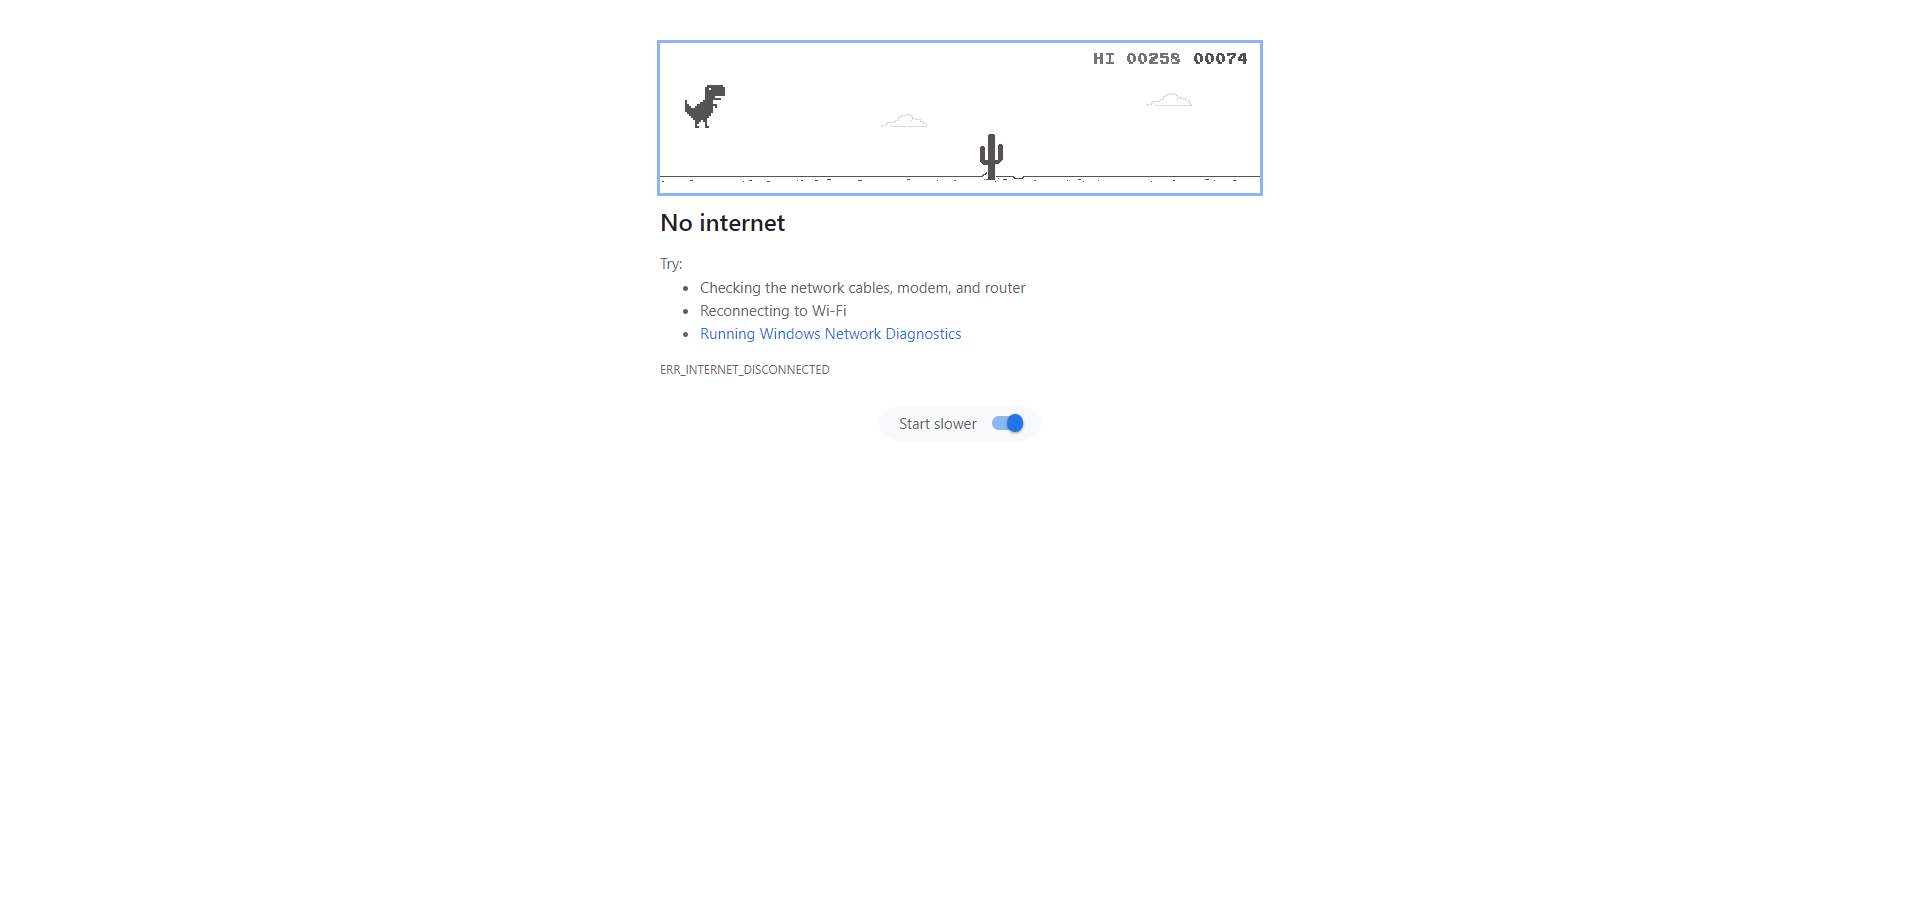 HI 00258 00074
No internet
Try:
Checking the network cables, modem, and router
Reconnecting to Wi-Fi
Running Windows Network Diagnostics
ERR_INTERNET_DISCONNECTED
Start slower